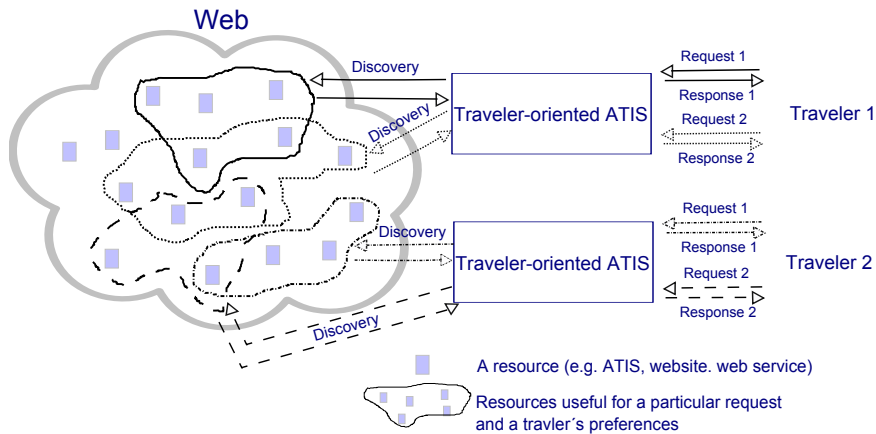 Web
Discovery
Request 1
Response 1
Traveler-oriented ATIS
Traveler 1
Discovery
Request 2
Response 2
Request 1
Discovery
Response 1
Traveler-oriented ATIS
Traveler 2
Request 2
Response 2
Discovery
A resource (e.g. ATIS, website. web service)
Resources useful for a particular request
and a travler´s preferences